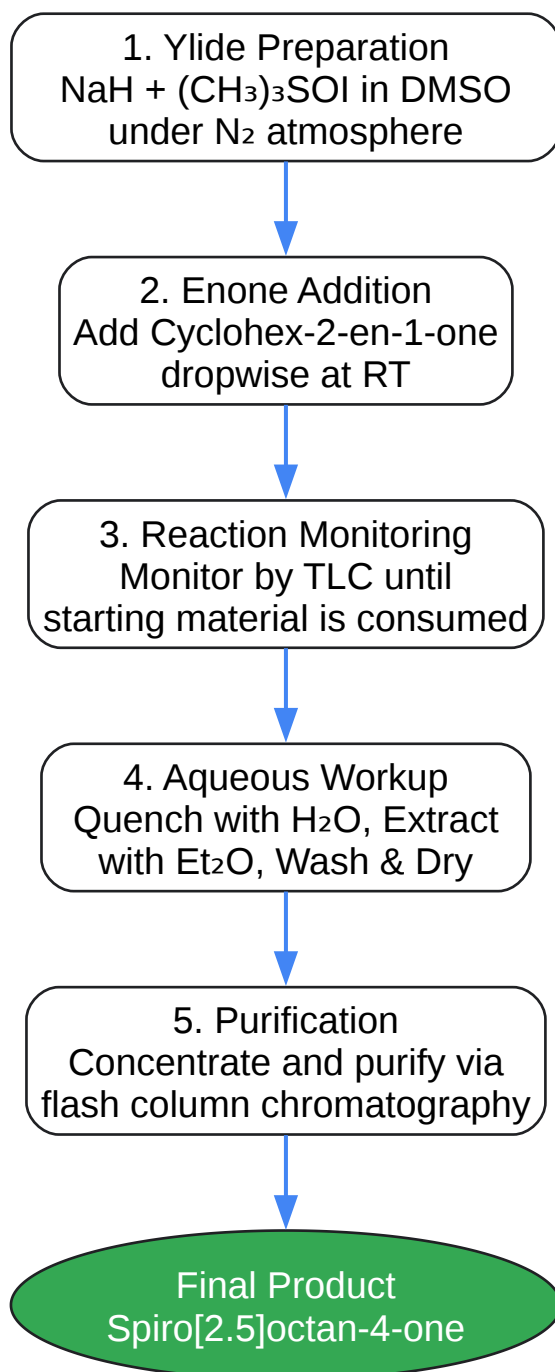 1. Ylide Preparation
NaH + (CH₃)₃SOI in DMSO
under N₂ atmosphere
2. Enone Addition
Add Cyclohex-2-en-1-one
dropwise at RT
3. Reaction Monitoring
Monitor by TLC until
starting material is consumed
4. Aqueous Workup
Quench with H₂O, Extract
with Et₂O, Wash & Dry
5. Purification
Concentrate and purify via
flash column chromatography
Final Product
Spiro[2.5]octan-4-one